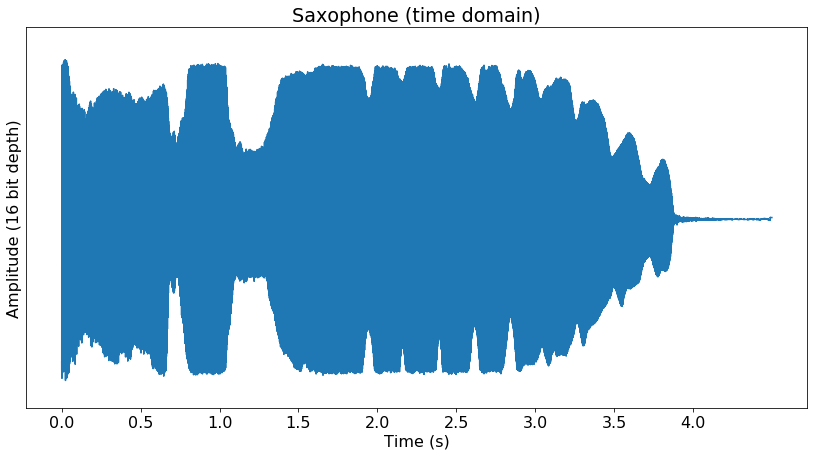 Saxophone (time domain)
Amplitude (16 bit depth)
0.0 0.5 1.0 1.5 2.0 2.5 3.0 3.5 4.0
Time (s)